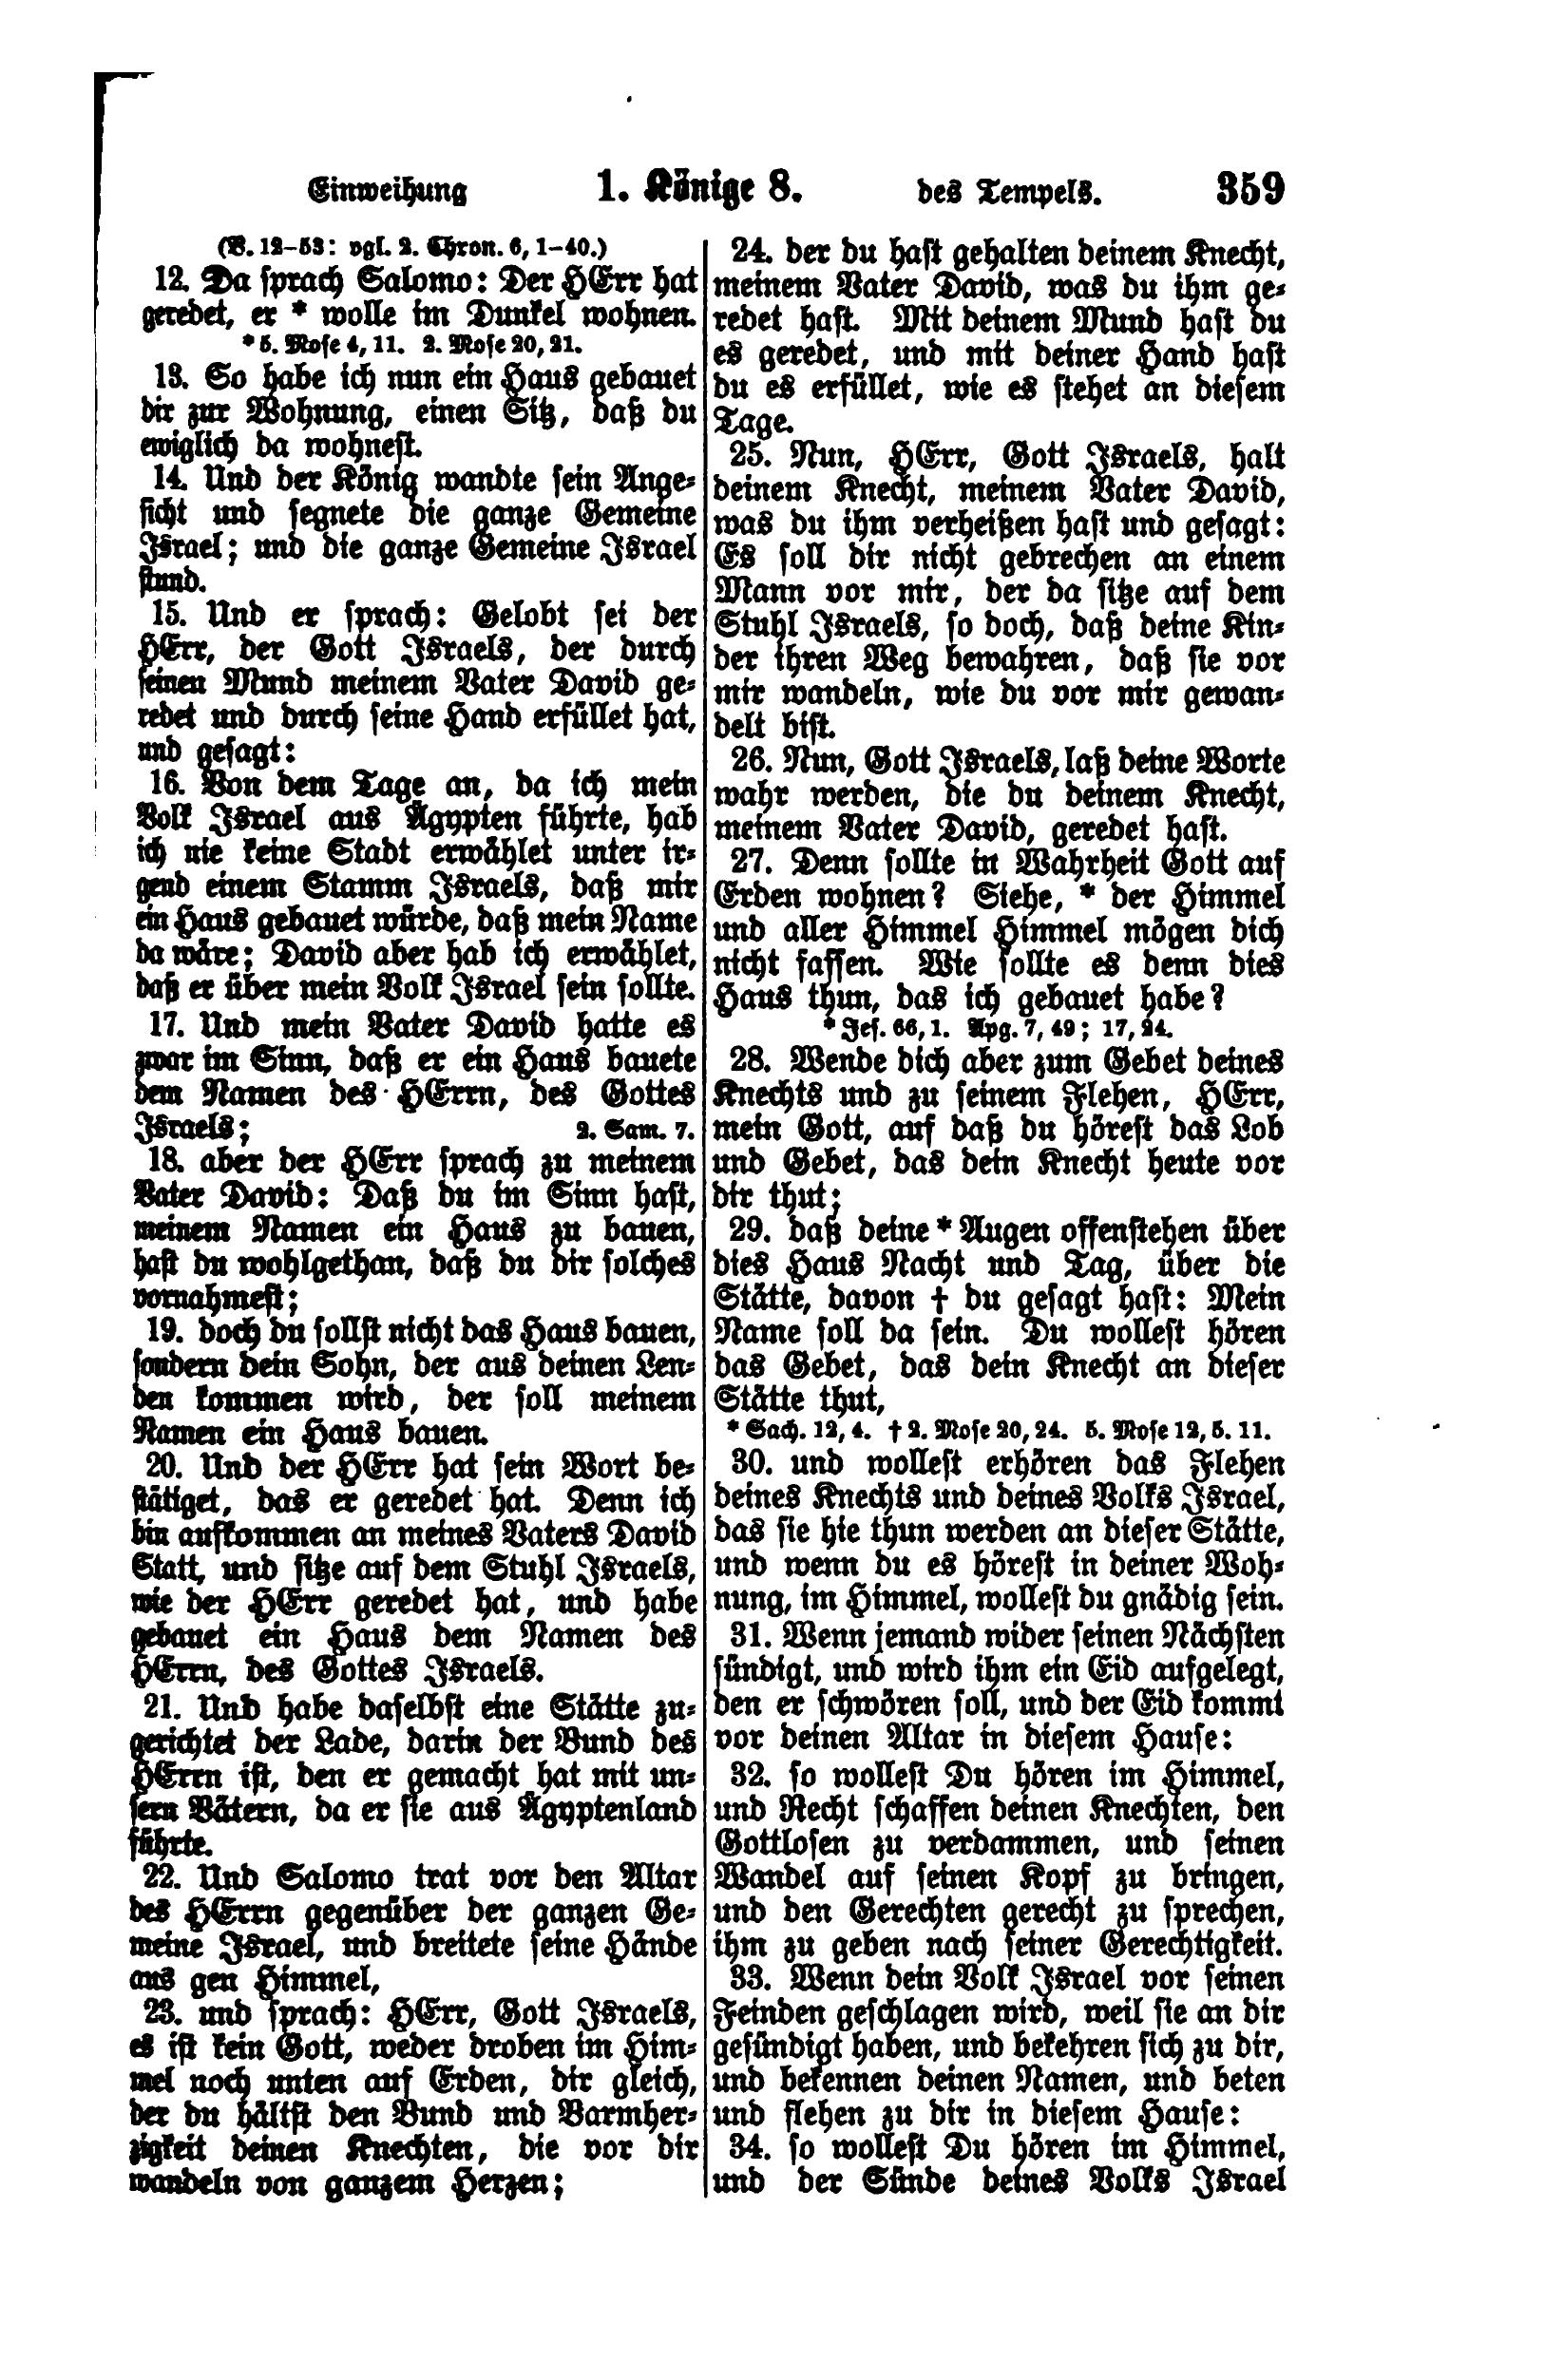 Einweihung 1. Könige 8. des Tempels. 359
(V. 12–53: vgl. 2. Chron. 6, 1–40.)
12. Da sprach Salomo: Der HErr hat
geredet, er * wolle im Dunkel wohnen.
* 5. Mose 4, 11. 2. Mose 20, 21.
13. So habe ich nun ein Haus gebauet
dir zur Wohnung, einen Sitz, daß du
ewiglich da wohnest.
14. Und der König wandte sein Ange-
sicht und segnete die ganze Gemeine
Israel; und die ganze Gemeine Israel
stund.
15. Und er sprach: Gelobt sei der
HErr, der Gott Israels, der durch
seinen Mund meinem Vater David ge-
redet und durch seine Hand erfüllet hat,
und gesagt:
16. Von dem Tage an, da ich mein
Volk Israel aus Ägypten führte, hab
ich nie keine Stadt erwählet unter ir-
gend einem Stamm Israels, daß mir
ein Haus gebauet würde, daß mein Name
da wäre; David aber hab ich erwählet,
daß er über mein Volk Israel sein sollte.
17. Und mein Vater David hatte es
zwar im Sinn, daß er ein Haus bauete
dem Namen des HErrn, des Gottes
Israels; 2. Sam. 7.
18. aber der HErr sprach zu meinem
Vater David: Daß du im Sinn hast,
meinem Namen ein Haus zu bauen,
hast du wohlgethan, daß du dir solches
vornahmest;
19. doch du sollst nicht das Haus bauen,
sondern dein Sohn, der aus deinen Len-
den kommen wird, der soll meinem
Namen ein Haus bauen.
20. Und der HErr hat sein Wort be-
stätiget, das er geredet hat. Denn ich
bin aufkommen an meines Vaters David
Statt, und sitze auf dem Stuhl Israels,
wie der HErr geredet hat, und habe
gebauet ein Haus dem Namen des
HErrn, des Gottes Israels.
21. Und habe daselbst eine Stätte zu-
gerichtet der Lade, darin der Bund des
HErrn ist, den er gemacht hat mit un-
sern Vätern, da er sie aus Ägyptenland
führte.
22. Und Salomo trat vor den Altar
des HErrn gegenüber der ganzen Ge-
meine Israel, und breitete seine Hände
aus gen Himmel,
23. und sprach: HErr, Gott Israels,
es ist kein Gott, weder droben im Him-
mel noch unten auf Erden, dir gleich,
der du hältst den Bund und Barmher-
zigkeit deinen Knechten, die vor dir
wandeln von ganzem Herzen;
24. der du hast gehalten deinem Knecht,
meinem Vater David, was du ihm ge-
redet hast. Mit deinem Mund hast du
es geredet, und mit deiner Hand hast
du es erfüllet, wie es stehet an diesem
Tage.
25. Nun, HErr, Gott Israels, halt
deinem Knecht, meinem Vater David,
was du ihm verheißen hast und gesagt:
Es soll dir nicht gebrechen an einem
Mann vor mir, der da sitze auf dem
Stuhl Israels, so doch, daß deine Kin-
der ihren Weg bewahren, daß sie vor
mir wandeln, wie du vor mir gewan-
delt bist.
26. Nun, Gott Israels, laß deine Worte
wahr werden, die du deinem Knecht,
meinem Vater David, geredet hast.
27. Denn sollte in Wahrheit Gott auf
Erden wohnen? Siehe, * der Himmel
und aller Himmel Himmel mögen dich
nicht fassen. Wie sollte es denn dies
Haus thun, das ich gebauet habe?
* Jes. 66, 1. Apg. 7, 49; 17, 24.
28. Wende dich aber zum Gebet deines
Knechts und zu seinem Flehen, HErr,
mein Gott, auf daß du hörest das Lob
und Gebet, das dein Knecht heute vor
dir thut;
29. daß deine * Augen offenstehen über
dies Haus Nacht und Tag, über die
Stätte, davon † du gesagt hast: Mein
Name soll da sein. Du wollest hören
das Gebet, das dein Knecht an dieser
Stätte thut,
* Sach. 12, 4. † 2. Mose 20, 24. 5. Mose 12, 5. 11.
30. und wollest erhören das Flehen
deines Knechts und deines Volks Israel,
das sie hie thun werden an dieser Stätte,
und wenn du es hörest in deiner Woh-
nung, im Himmel, wollest du gnädig sein.
31. Wenn jemand wider seinen Nächsten
sündigt, und wird ihm ein Eid aufgelegt,
den er schwören soll, und der Eid kommt
vor deinen Altar in diesem Hause:
32. so wollest Du hören im Himmel,
und Recht schaffen deinen Knechten, den
Gottlosen zu verdammen, und seinen
Wandel auf seinen Kopf zu bringen,
und den Gerechten gerecht zu sprechen,
ihm zu geben nach seiner Gerechtigkeit.
33. Wenn dein Volk Israel vor seinen
Feinden geschlagen wird, weil sie an dir
gesündigt haben, und bekehren sich zu dir,
und bekennen deinen Namen, und beten
und flehen zu dir in diesem Hause:
34. so wollest Du hören im Himmel,
und der Sünde deines Volks Israel